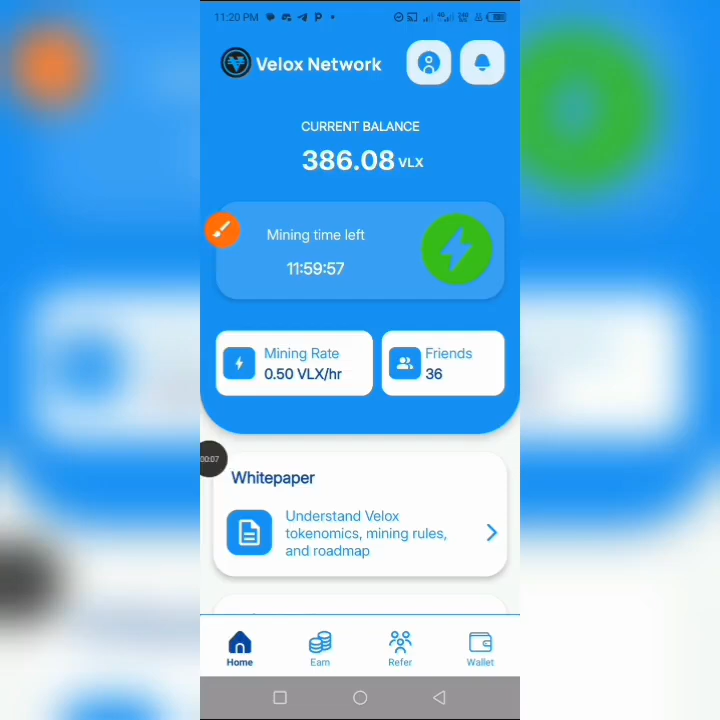 11:20 PM
Velox Network
CURRENT BALANCE
386.08 VLX
Mining time left
11:59:57
Mining Rate
0.50 VLX/hr
Friends
36
00:07
Whitepaper
Understand Velox
tokenomics, mining rules,
and roadmap
Home
Earn
Refer
Wallet